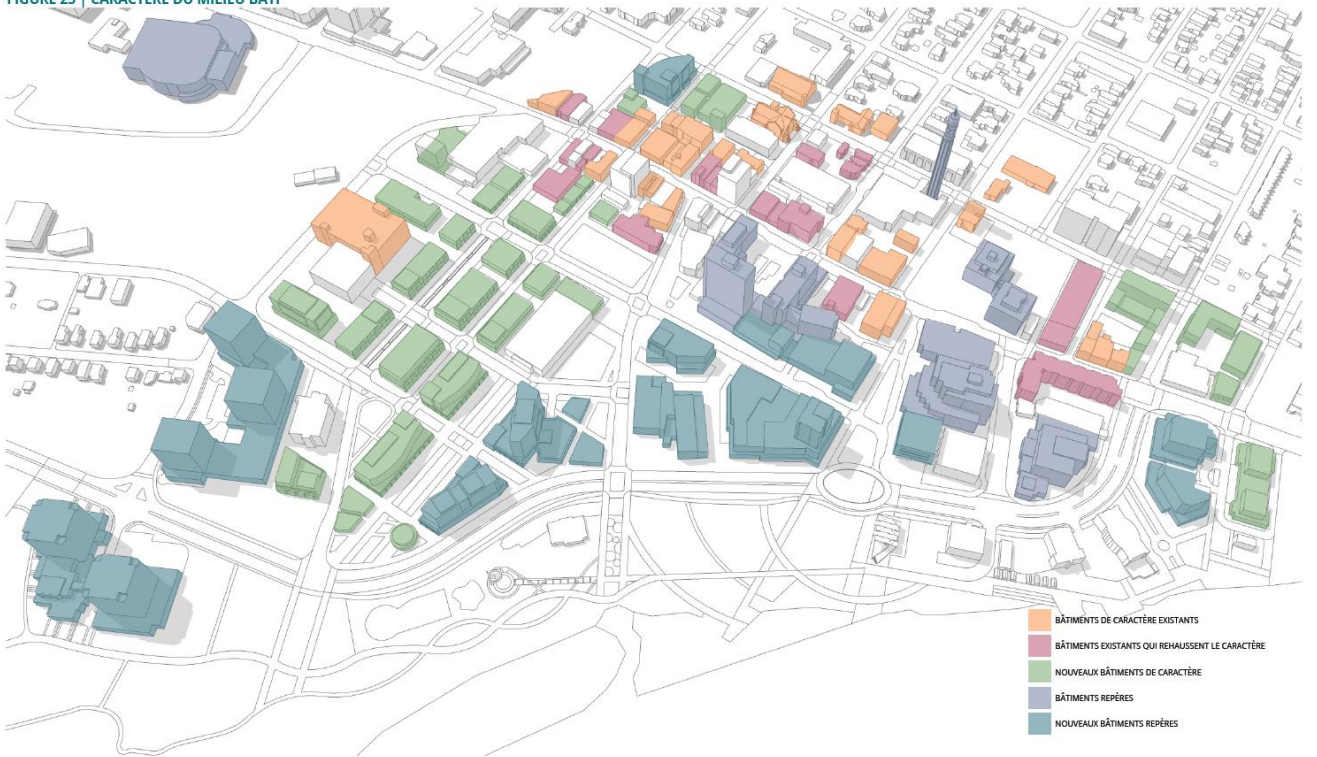 FIGURE 25 | CARACTÈRE DU MILIEU BÂTI
BÂTIMENTS DE CARACTÈRE EXISTANTS
BÂTIMENTS EXISTANTS QUI REHAUSSENT LE CARACTÈRE
NOUVEAUX BÂTIMENTS DE CARACTÈRE
BÂTIMENTS REPÈRES
NOUVEAUX BÂTIMENTS REPÈRES